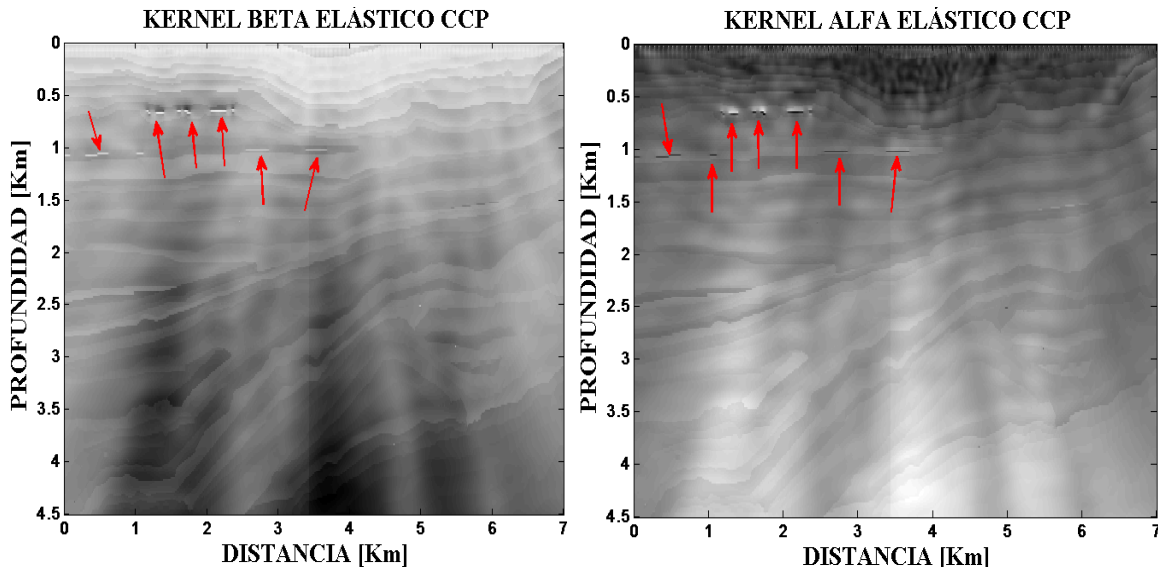 KERNEL BETA ELÁSTICO CCP
PROFUNDIDAD [Km]
0
0.5
1
1.5
2
2.5
3
3.5
4
4.5
0 1 2 3 4 5 6 7
DISTANCIA [Km]
KERNEL ALFA ELÁSTICO CCP
PROFUNDIDAD [Km]
0
0.5
1
1.5
2
2.5
3
3.5
4
4.5
0 1 2 3 4 5 6 7
DISTANCIA [Km]